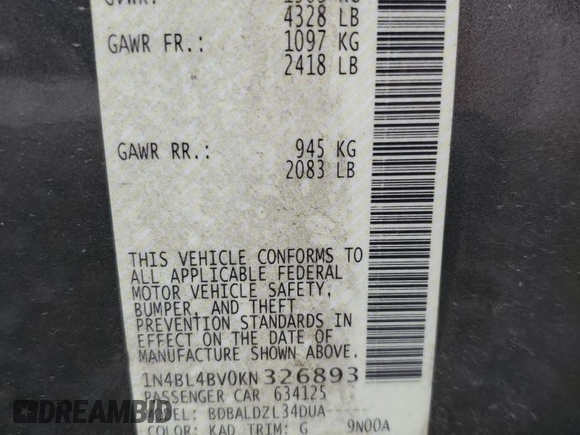 4328 LB
GAWR FR.: 1097 KG
2418 LB
GAWR RR.: 945 KG
2083 LB
THIS VEHICLE CONFORMS TO
ALL APPLICABLE FEDERAL
MOTOR VEHICLE SAFETY,
BUMPER, AND THEFT
PREVENTION STANDARDS IN
EFFECT ON THE DATE OF
MANUFACTURE SHOWN ABOVE.
1N4BL4BV0KN326893
PASSENGER CAR 634125
MODEL: BDBALDZL34DUA-----
COLOR: KAD TRIM: G 9N00A
FAXVIN